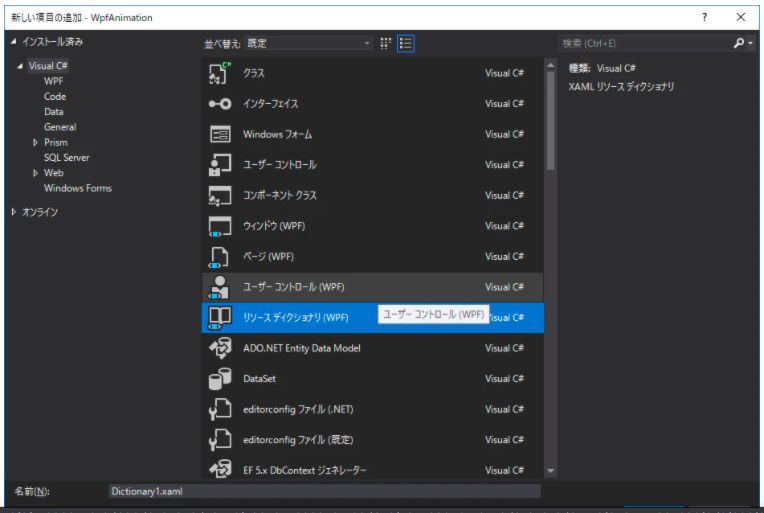 新しい項目の追加 - WpfAnimation
? ×
インストール済み
並べ替え: 既定
検索 (Ctrl+E)
Visual C#
WPF
Code
Data
General
Prism
SQL Server
Web
Windows Forms
オンライン
クラス Visual C#
インターフェイス Visual C#
Windows フォーム Visual C#
ユーザー コントロール Visual C#
コンポーネント クラス Visual C#
ウィンドウ (WPF) Visual C#
ページ (WPF) Visual C#
ユーザー コントロール (WPF) Visual C#
リソース ディクショナリ (WPF) ユーザー コントロール (WPF) Visual C#
ADO.NET Entity Data Model Visual C#
DataSet Visual C#
editorconfig ファイル (.NET) Visual C#
editorconfig ファイル (既定) Visual C#
EF 5.x DbContext ジェネレーター Visual C#
種類: Visual C#
XAML リソース ディクショナリ
名前(N): Dictionary1.xaml